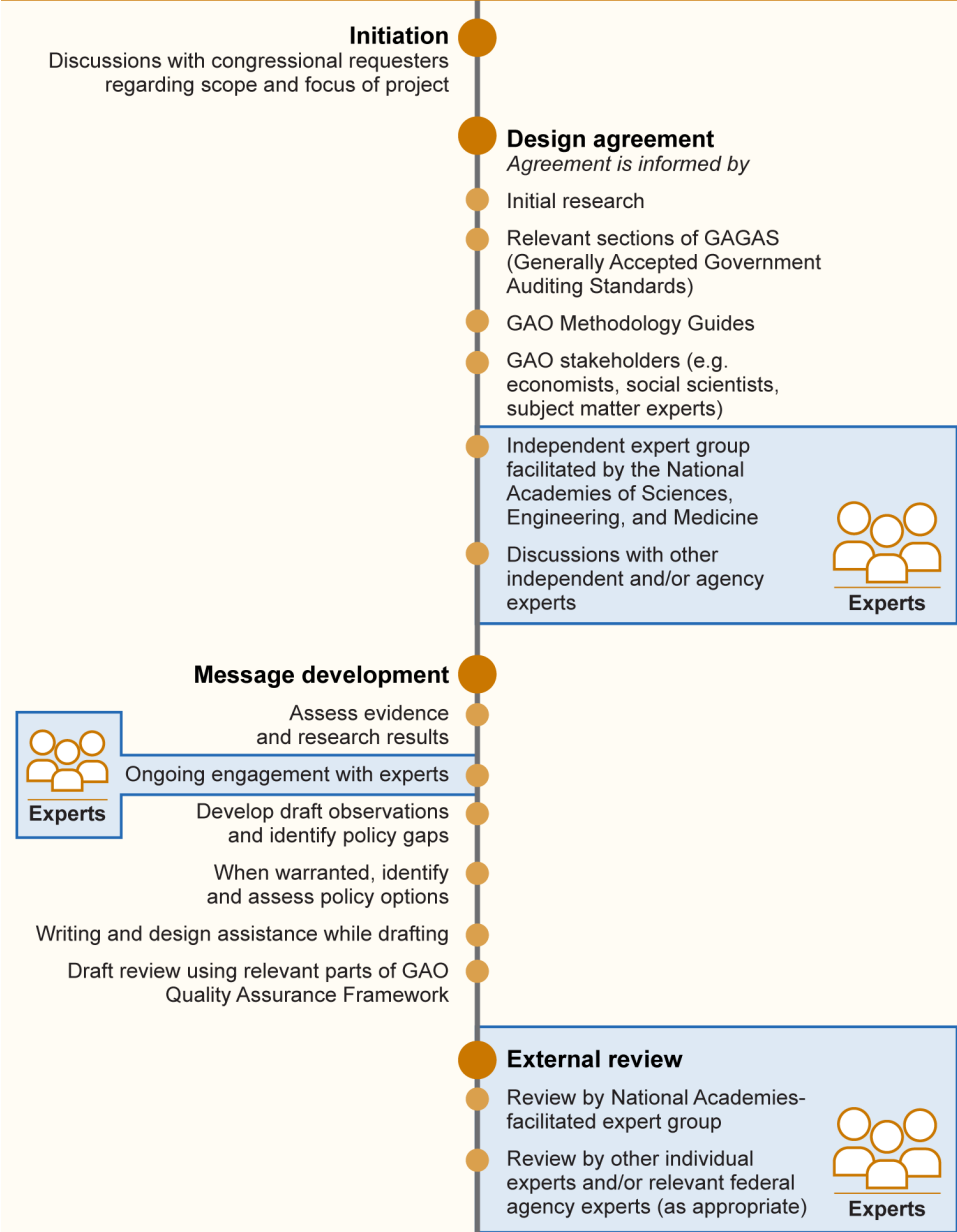 Initiation
Discussions with congressional requesters
regarding scope and focus of project
Design agreement
Agreement is informed by
Initial research
Relevant sections of GAGAS
(Generally Accepted Government
Auditing Standards)
GAO Methodology Guides
GAO stakeholders (e.g.
economists, social scientists,
subject matter experts)
Independent expert group
facilitated by the National
Academies of Sciences,
Engineering, and Medicine
Discussions with other
independent and/or agency
experts
Experts
Message development
Assess evidence
and research results
Ongoing engagement with experts
Experts
Develop draft observations
and identify policy gaps
When warranted, identify
and assess policy options
Writing and design assistance while drafting
Draft review using relevant parts of GAO
Quality Assurance Framework
External review
Review by National Academies-
facilitated expert group
Review by other individual
experts and/or relevant federal
agency experts (as appropriate)
Experts